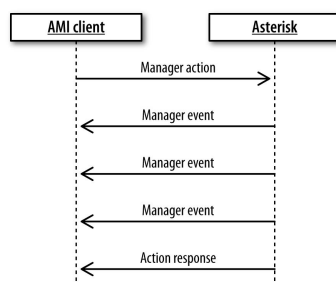 AMI client
Asterisk
Manager action
Manager event
Manager event
Manager event
Action response